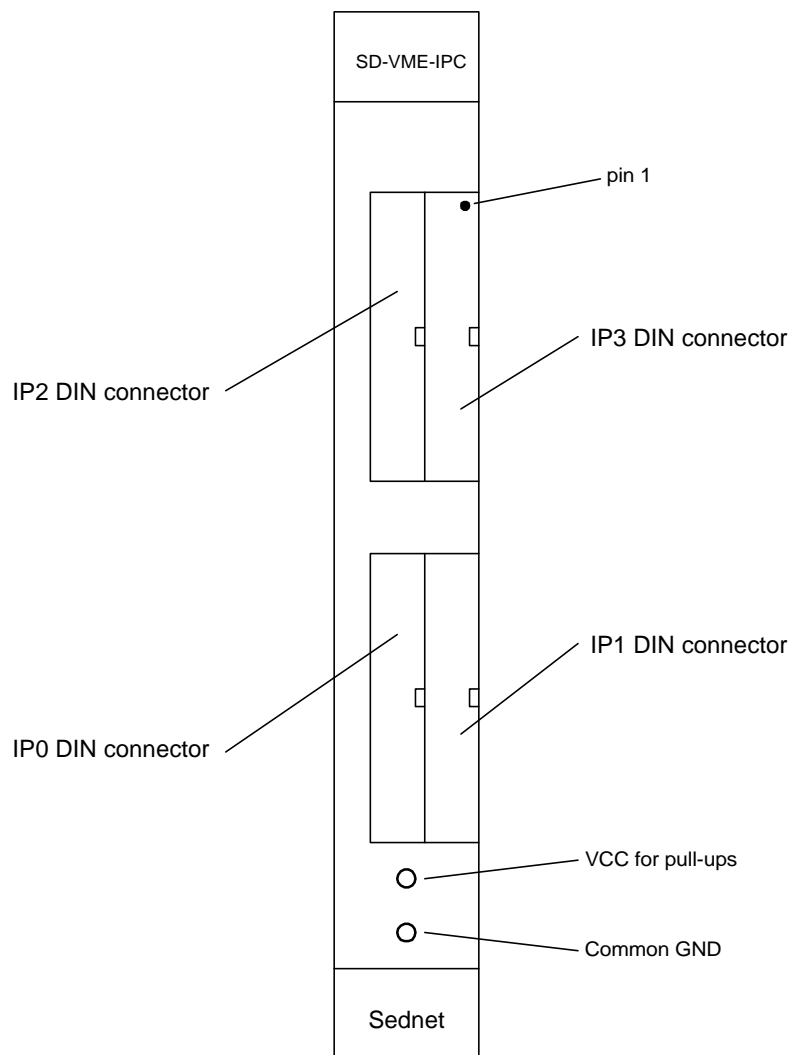 SD-VME-IPC
pin 1
IP3 DIN connector
IP2 DIN connector
IP1 DIN connector
IP0 DIN connector
VCC for pull-ups
Common GND
Sednet